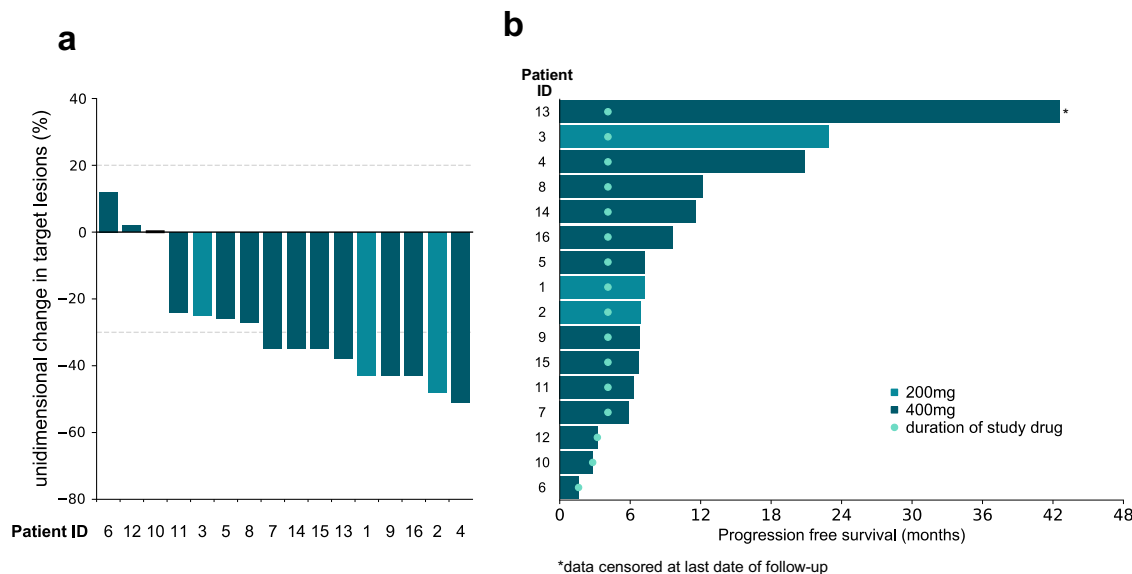 a
unidimensional change in target lesions (%)
40
20
0
−20
−40
−60
−80
Patient ID 6 12 10 11 3 5 8 7 14 15 13 1 9 16 2 4
b
Patient
ID
13
*
3
4
8
14
16
5
1
2
9
15
11
7
12
10
6
200mg
400mg
duration of study drug
0 6 12 18 24 30 36 42 48
Progression free survival (months)
*data censored at last date of follow-up